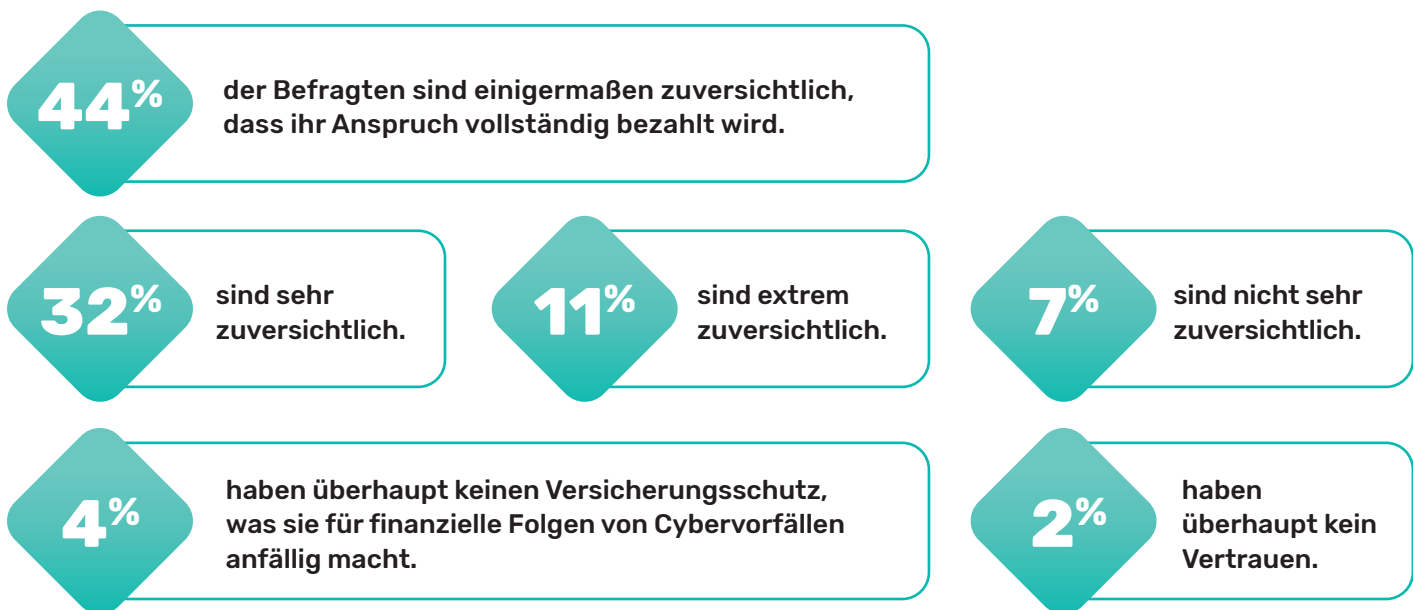 44%
der Befragten sind einigermaßen zuversichtlich,
dass ihr Anspruch vollständig bezahlt wird.
32%
sind sehr
zuversichtlich.
11%
sind extrem
zuversichtlich.
7%
sind nicht sehr
zuversichtlich.
4%
haben überhaupt keinen Versicherungsschutz,
was sie für finanzielle Folgen von Cybervorfällen
anfällig macht.
2%
haben
überhaupt kein
Vertrauen.